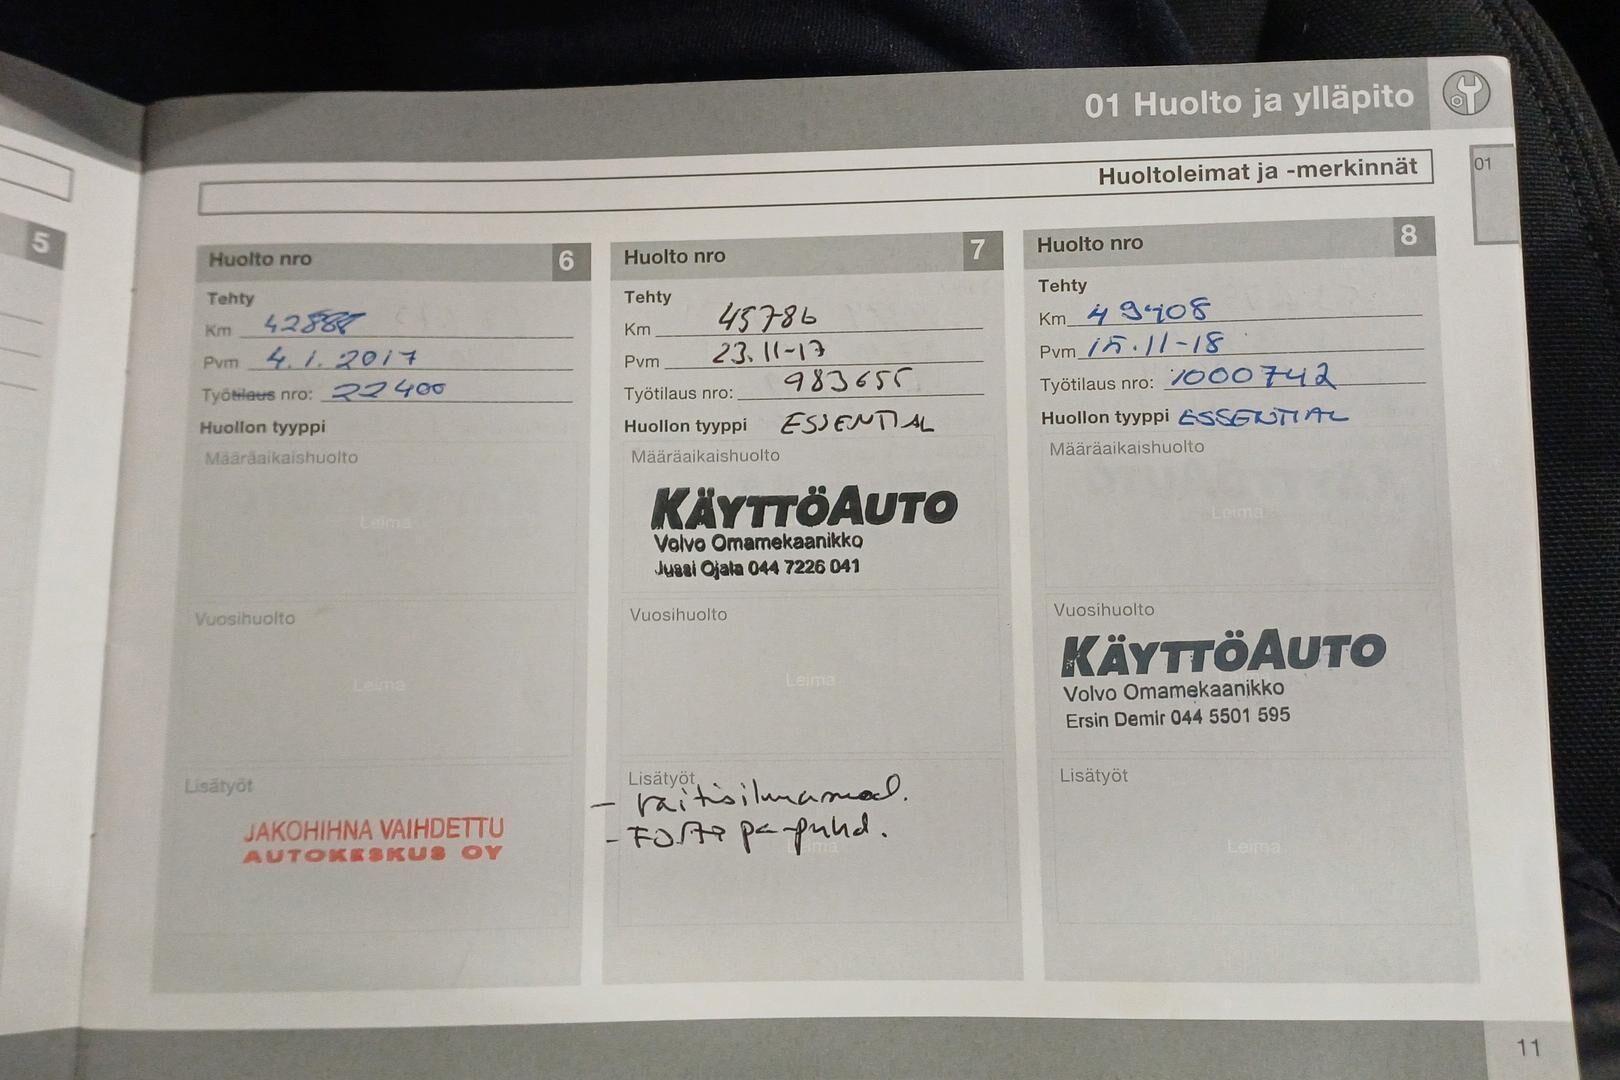 01 Huolto ja ylläpito
Huoltoleimat ja -merkinnät
01
5
Huolto nro 6
Tehty
Km
Pvm 4.1.2017
Työtilaus nro: 22400
Huollon tyyppi
Määräaikaishuolto
Leima
Vuosihuolto
Leima
Lisätyöt
JAKOHIHNA VAIHDETTU
AUTOKESKUS OY
Huolto nro 7
Tehty
Km 45786
Pvm 23.11-17
Työtilaus nro: 983655
Huollon tyyppi ESSENTIAL
Määräaikaishuolto
KÄYTTÖAUTO
Volvo Omamekaanikko
Jussi Ojala 044 7226 041
Vuosihuolto
Leima
Lisätyöt
- raitisilmasuod.
Leima
Huolto nro 8
Tehty
Km 49408
Pvm 15.11-18
Työtilaus nro: 1000742
Huollon tyyppi ESSENTIAL
Määräaikaishuolto
Leima
Vuosihuolto
KÄYTTÖAUTO
Volvo Omamekaanikko
Ersin Demir 044 5501 595
Lisätyöt
Leima
11